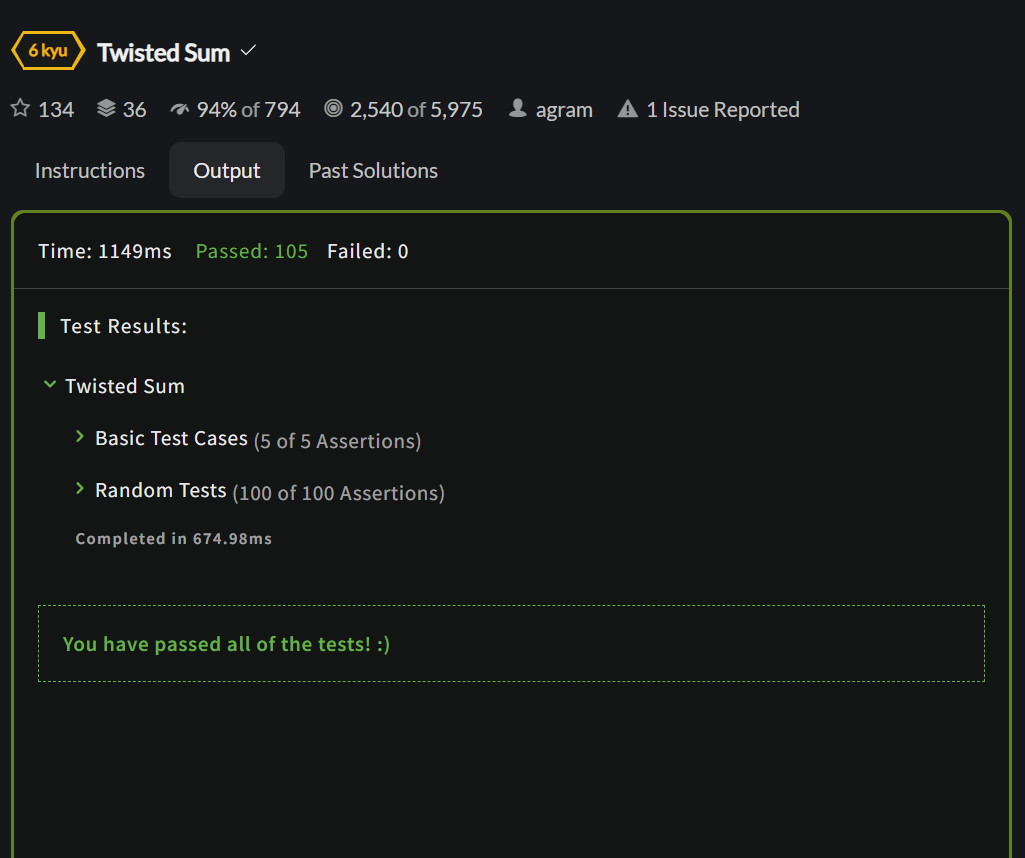 6 kyu Twisted Sum
134 36 94% of 794 2,540 of 5,975 agram 1 Issue Reported
Instructions Output Past Solutions
Time: 1149ms Passed: 105 Failed: 0
Test Results:
Twisted Sum
Basic Test Cases (5 of 5 Assertions)
Random Tests (100 of 100 Assertions)
Completed in 674.98ms
You have passed all of the tests! :)